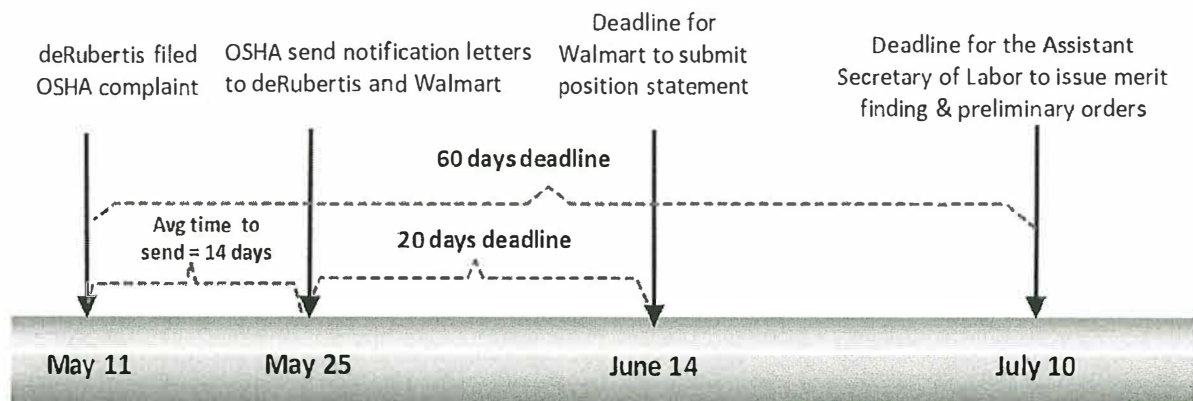 deRubertis filed
OSHA complaint
OSHA send notification letters
to deRubertis and Walmart
Deadline for
Walmart to submit
position statement
Deadline for the Assistant
Secretary of Labor to issue merit
finding & preliminary orders
60 days deadline
Avg time to
send = 14 days
20 days deadline
May 11
May 25
June 14
July 10